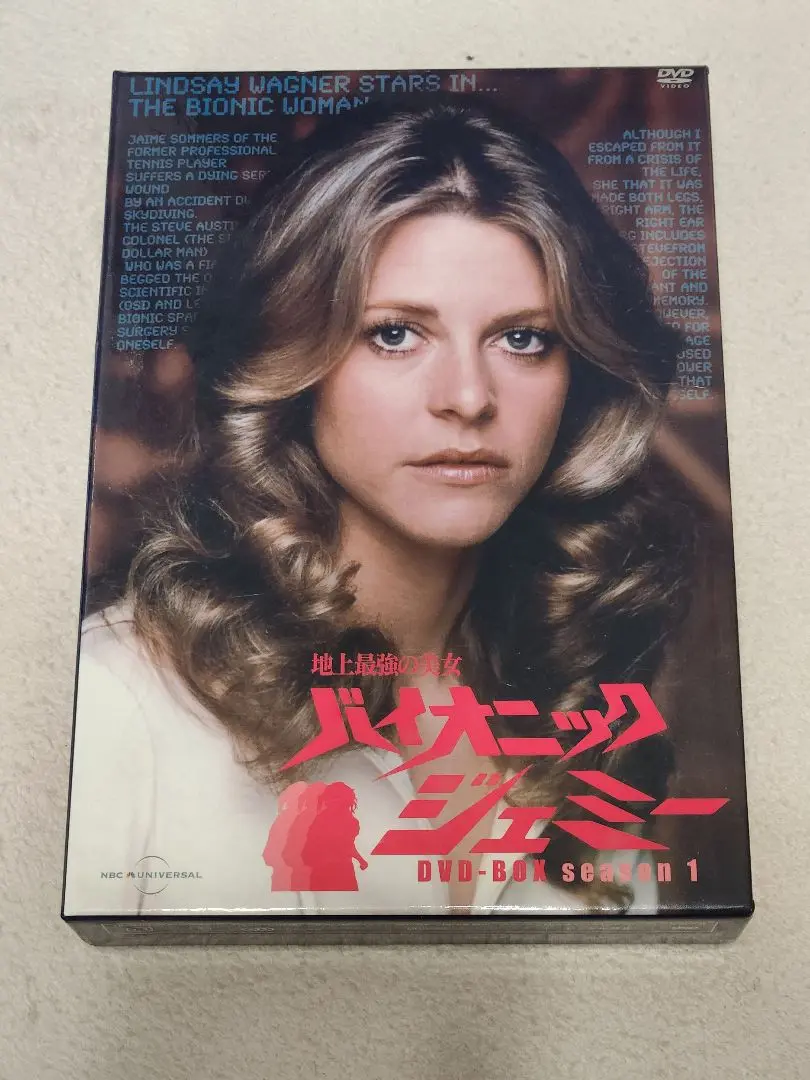 LINDSAY WAGNER STARS IN...
THE BIONIC WOMAN
DVD
VIDEO
JAIME SOMMERS OF THE
FORMER PROFESSIONAL
TENNIS PLAYER
SUFFERS A DYING
WOUND
BY AN ACCIDENT
SKYDIVING.
THE STEVE
COLONEL (THE
DOLLAR MAN)
WHO WAS A
BEGGED THE
SCIENTIFIC
(OSI) AND
BIONIC
SURGERY
ONESELF.
ALTHOUGH I
ESCAPED FROM IT
FROM A CRISIS OF
THE LIFE,
SHE THAT IT WAS
MADE BOTH LEGS,
RIGHT ARM, THE
RIGHT EAR
INCLUDES
STEVEFROM
OF THE
AND
MEMORY.
FOR
THAT
地上最強の美女
バイオニック
ジェミー
DVD-BOX season 1
NBC UNIVERSAL